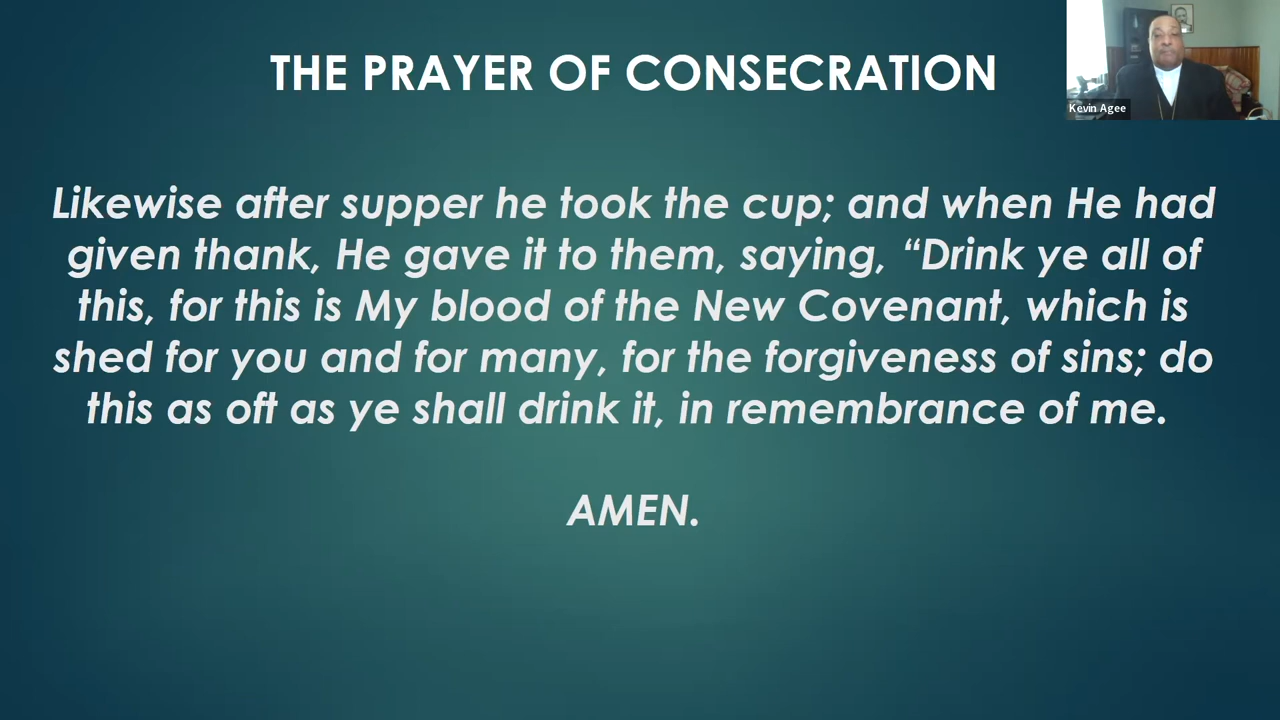 THE PRAYER OF CONSECRATION
Kevin Agee
Likewise after supper he took the cup; and when He had
given thank, He gave it to them, saying, “Drink ye all of
this, for this is My blood of the New Covenant, which is
shed for you and for many, for the forgiveness of sins; do
this as oft as ye shall drink it, in remembrance of me.
AMEN.